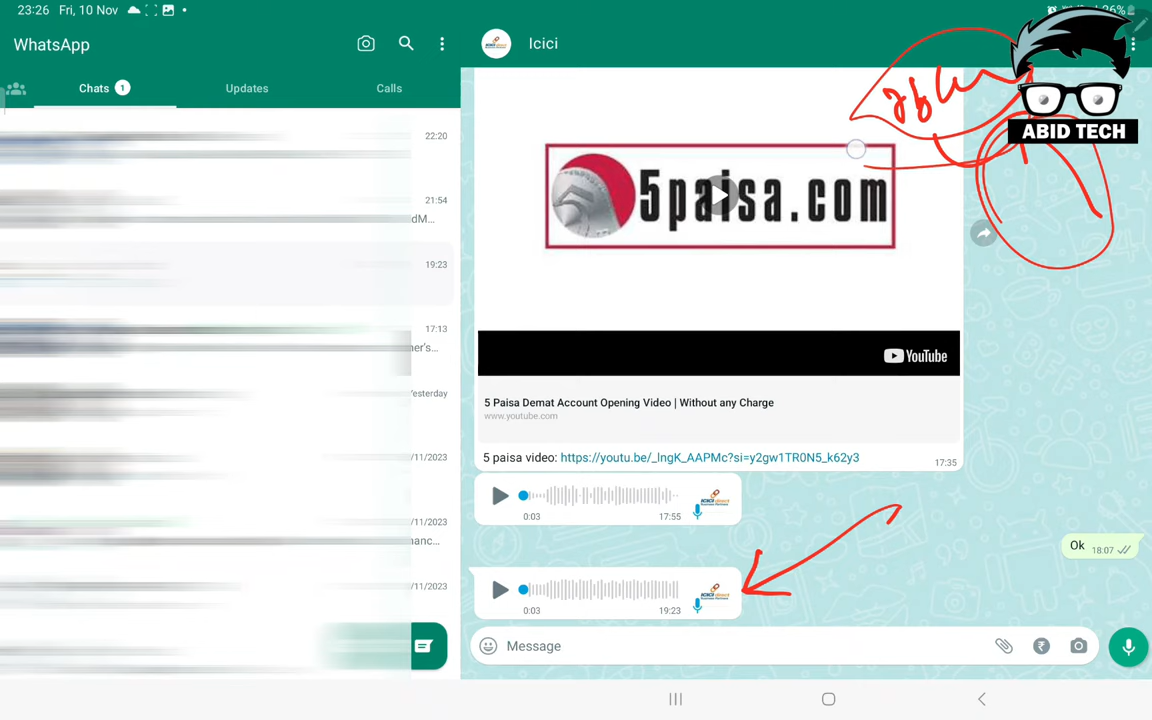 23:26 Fri, 10 Nov
26%
WhatsApp
Icici
Chats 1
Updates
Calls
ABID TECH
22:20
21:54
dM...
19:23
17:13
ner's...
Yesterday
/11/2023
/11/2023
nanc...
/11/2023
5paisa.com
YouTube
5 Paisa Demat Account Opening Video | Without any Charge
www.youtube.com
5 paisa video: https://youtu.be/_lngK_AAPMc?si=y2gw1TR0N5_k62y3
17:35
0:03
17:55
Ok 18:07
0:03
19:23
Message